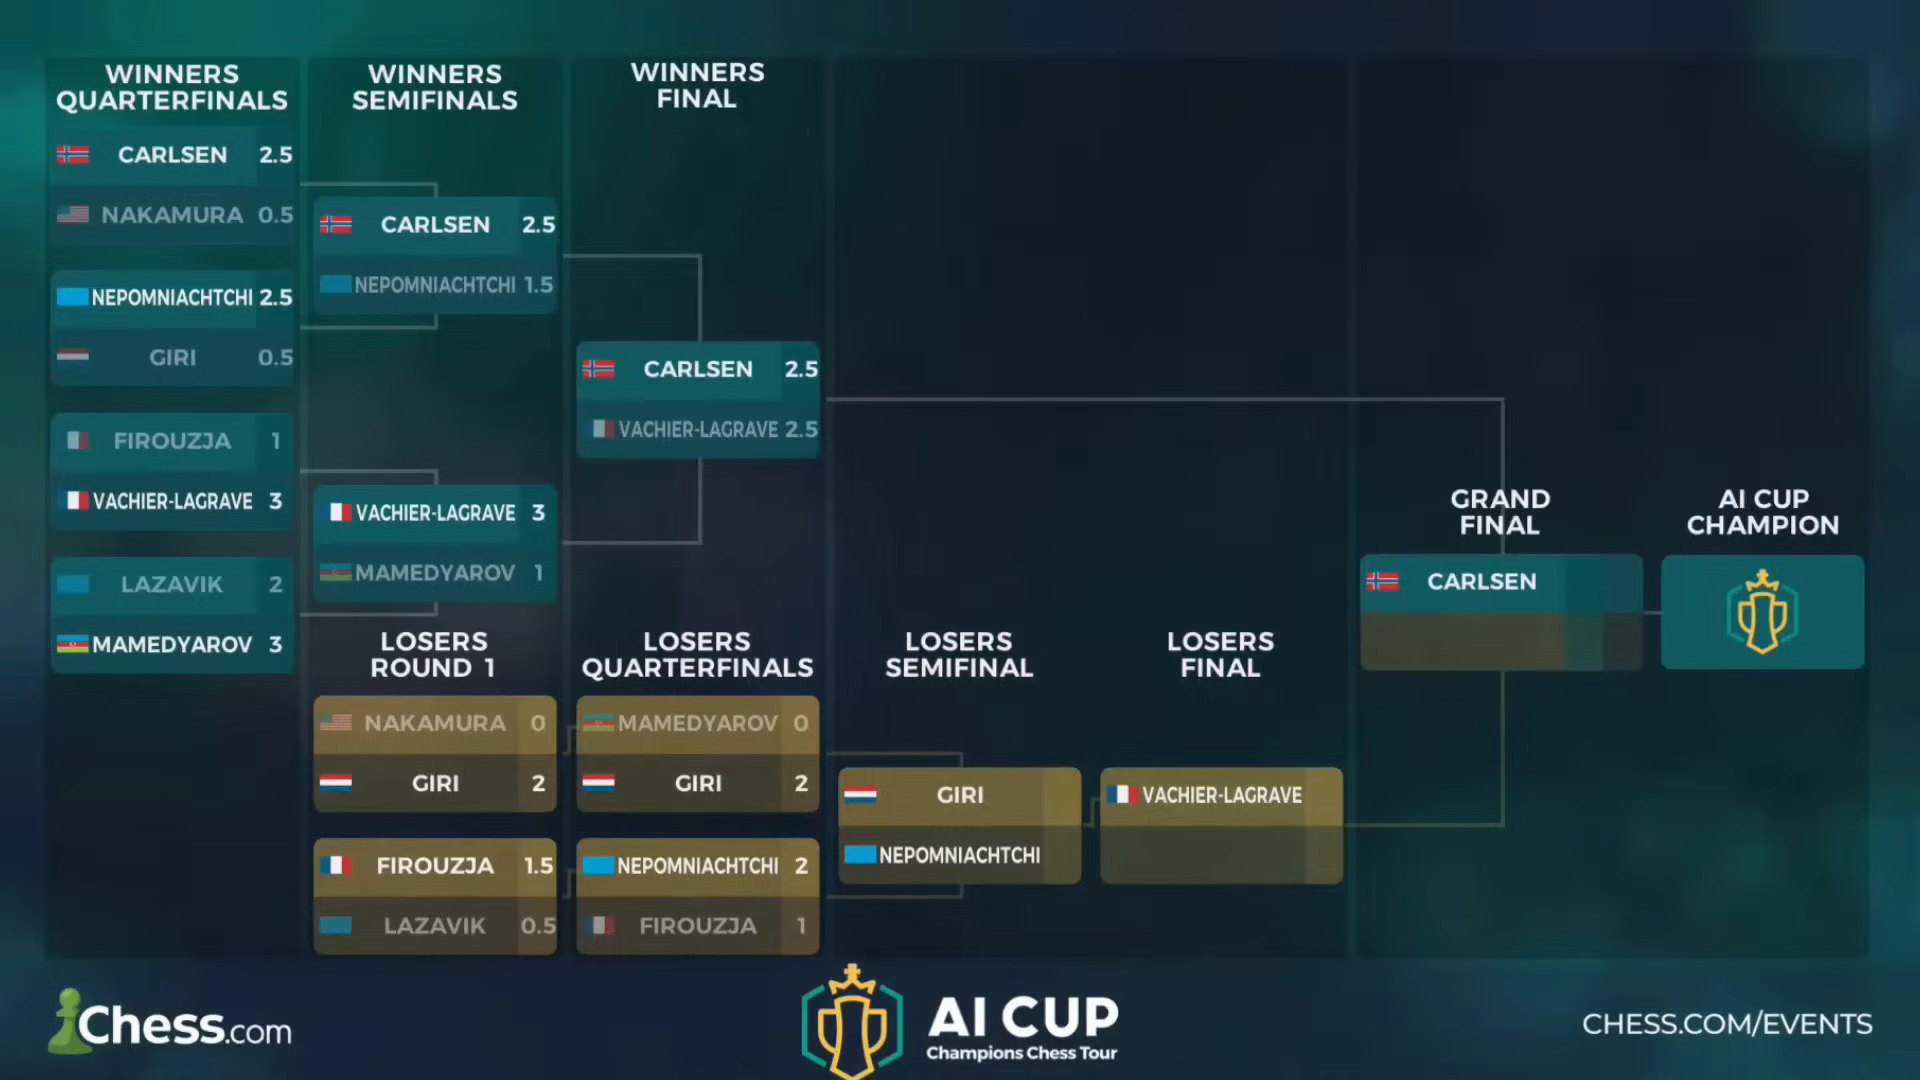 WINNERS
QUARTERFINALS
CARLSEN 2.5
NAKAMURA 0.5
NEPOMNIACHTCHI 2.5
GIRI 0.5
FIROUZJA 1
VACHIER-LAGRAVE 3
LAZAVIK 2
MAMEDYAROV 3
WINNERS
SEMIFINALS
CARLSEN 2.5
NEPOMNIACHTCHI 1.5
VACHIER-LAGRAVE 3
MAMEDYAROV 1
WINNERS
FINAL
CARLSEN 2.5
VACHIER-LAGRAVE 2.5
LOSERS
ROUND 1
NAKAMURA 0
GIRI 2
FIROUZJA 1.5
LAZAVIK 0.5
LOSERS
QUARTERFINALS
MAMEDYAROV 0
GIRI 2
NEPOMNIACHTCHI 2
FIROUZJA 1
LOSERS
SEMIFINAL
GIRI
NEPOMNIACHTCHI
LOSERS
FINAL
VACHIER-LAGRAVE
GRAND
FINAL
CARLSEN
AI CUP
CHAMPION
Chess.com
AI CUP
Champions Chess Tour
CHESS.COM/EVENTS